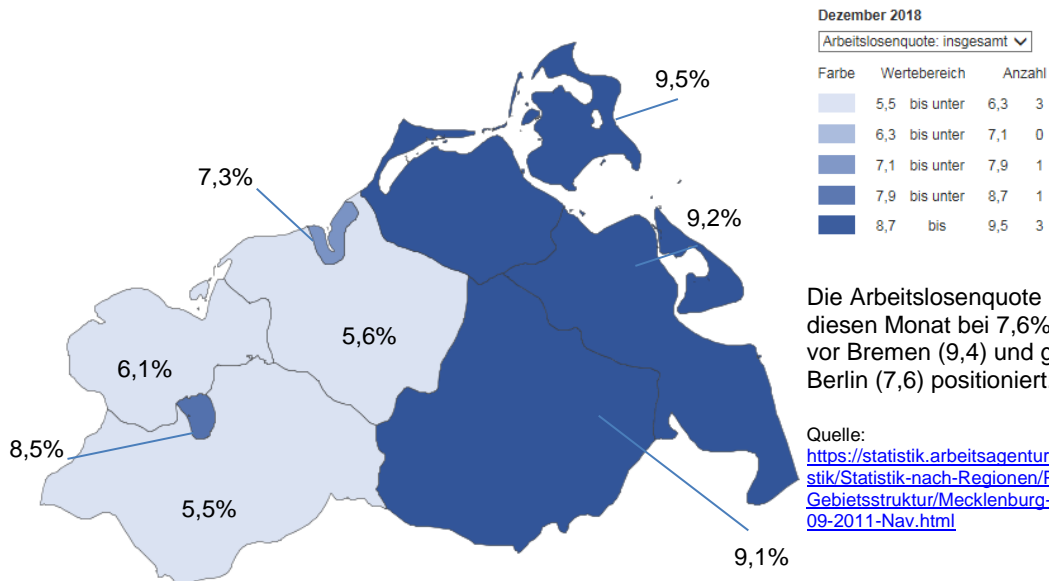 Dezember 2018
Arbeitslosenquote: insgesamt
Farbe Wertebereich Anzahl
5,5 bis unter 6,3 3
6,3 bis unter 7,1 0
7,1 bis unter 7,9 1
7,9 bis unter 8,7 1
8,7 bis 9,5 3
9,5%
7,3%
9,2%
5,6%
6,1%
8,5%
5,5%
9,1%
Die Arbeitslosenquote
diesen Monat bei 7,6%
vor Bremen (9,4) und g
Berlin (7,6) positioniert
Quelle:
https://statistik.arbeitsagentur
stik/Statistik-nach-Regionen/
Gebietsstruktur/Mecklenburg-
09-2011-Nav.html